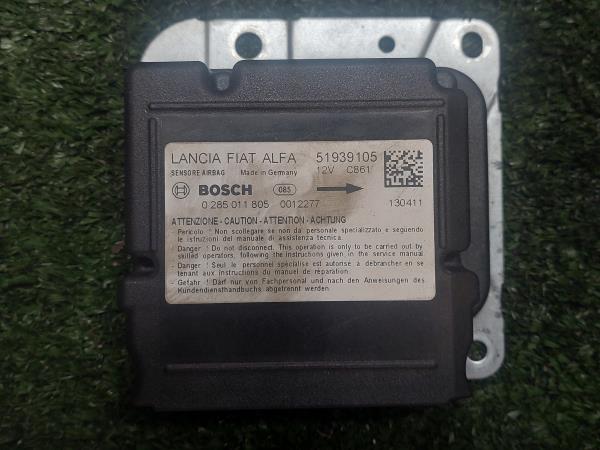 LANCIA FIAT ALFA 51939105
SENSORE AIRBAG Made in Germany 12V C861
BOSCH 085
0 285 011 805 0012277 130411
ATTENZIONE - CAUTION - ATTENTION - ACHTUNG
- Pericolo ! Non scollegare se non da personale specializzato e seguendo
le istruzioni del manuale di assistenza tecnica.
- Danger ! Do not disconnect. This operation is only to be carried out by
skilled operators, following the instructions given in the service manual
- Danger ! Seul le personnel spécialisé est autorisé a débrancher en se
tenant aux instructions du manuel de réparation.
- Gefahr ! Darf nur von Fachpersonal und nach den Anweisungen des
Kundendiensthandbuchs abgetrennt werden.